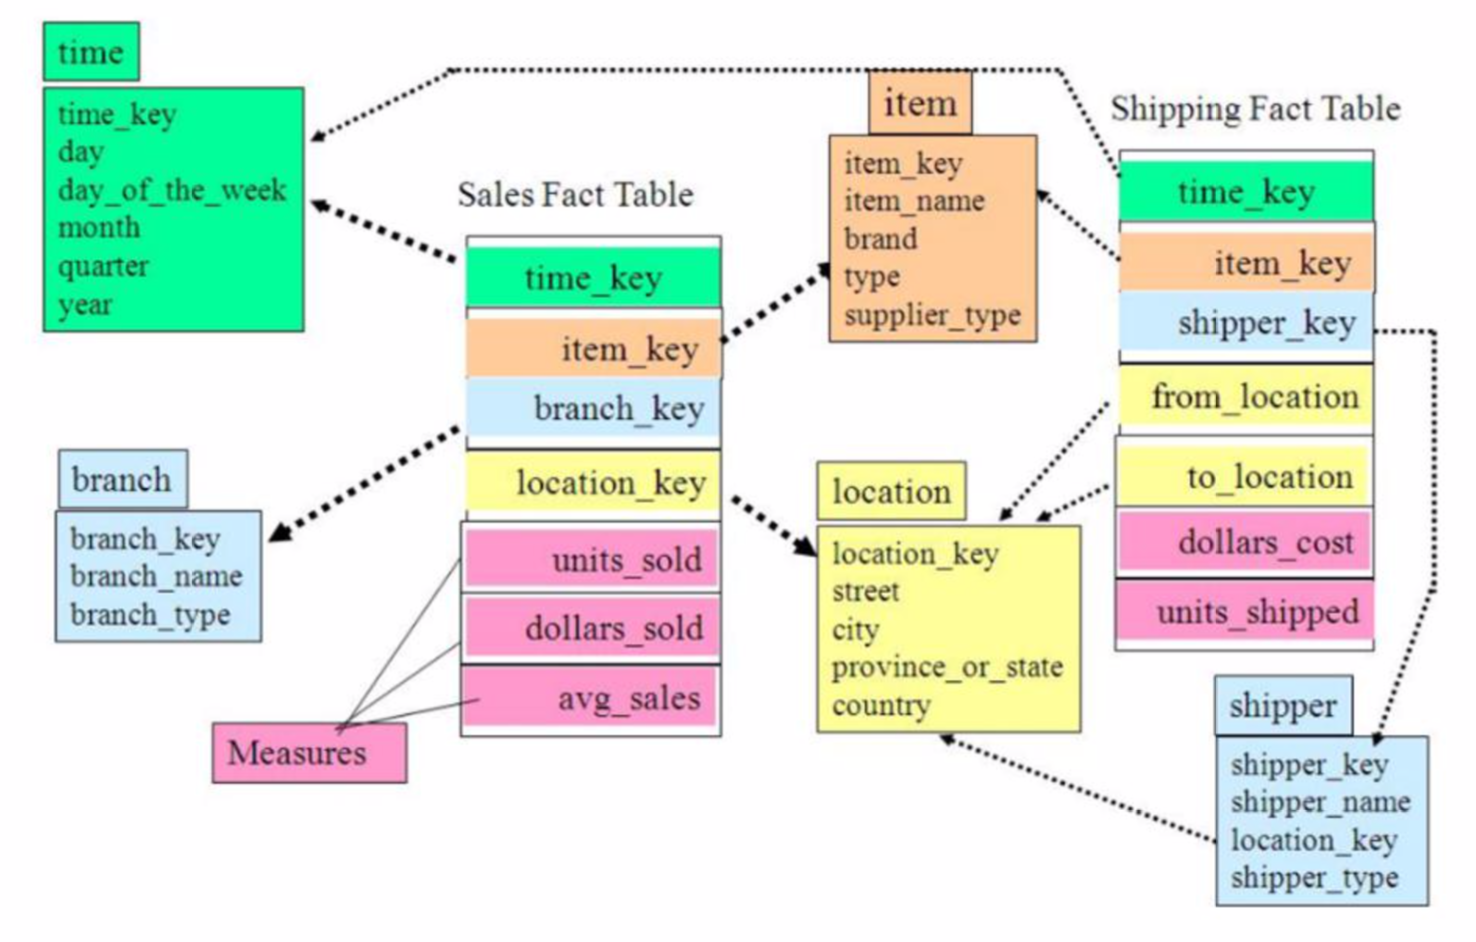 time
time_key
day
day_of_the_week
month
quarter
year
Sales Fact Table
time_key
item_key
branch_key
location_key
units_sold
dollars_sold
avg_sales
Measures
branch
branch_key
branch_name
branch_type
item
item_key
item_name
brand
type
supplier_type
location
location_key
street
city
province_or_state
country
Shipping Fact Table
time_key
item_key
shipper_key
from_location
to_location
dollars_cost
units_shipped
shipper
shipper_key
shipper_name
location_key
shipper_type